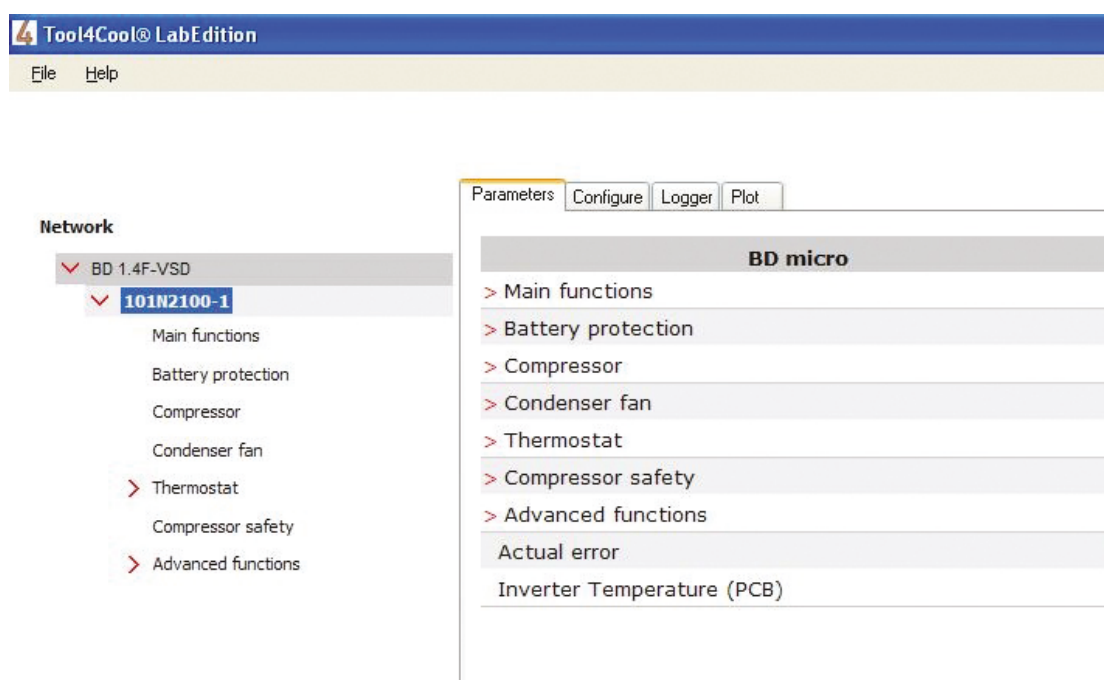 Tool4Cool® LabEdition
File Help
Network
BD 1.4F-VSD
101N2100-1
Main functions
Battery protection
Compressor
Condenser fan
Thermostat
Compressor safety
Advanced functions
Parameters Configure Logger Plot
BD micro
> Main functions
> Battery protection
> Compressor
> Condenser fan
> Thermostat
> Compressor safety
> Advanced functions
Actual error
Inverter Temperature (PCB)